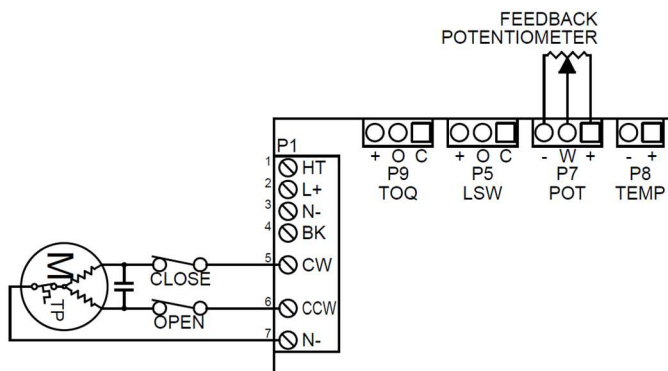 FEEDBACK
POTENTIOMETER
+ O C
P9
TOQ
+ O C
P5
LSW
- W +
P7
POT
- +
P8
TEMP
P1
1 HT
2 L+
3 N-
4 BK
5 CW
CLOSE
6 CCW
OPEN
7 N-
M
TP